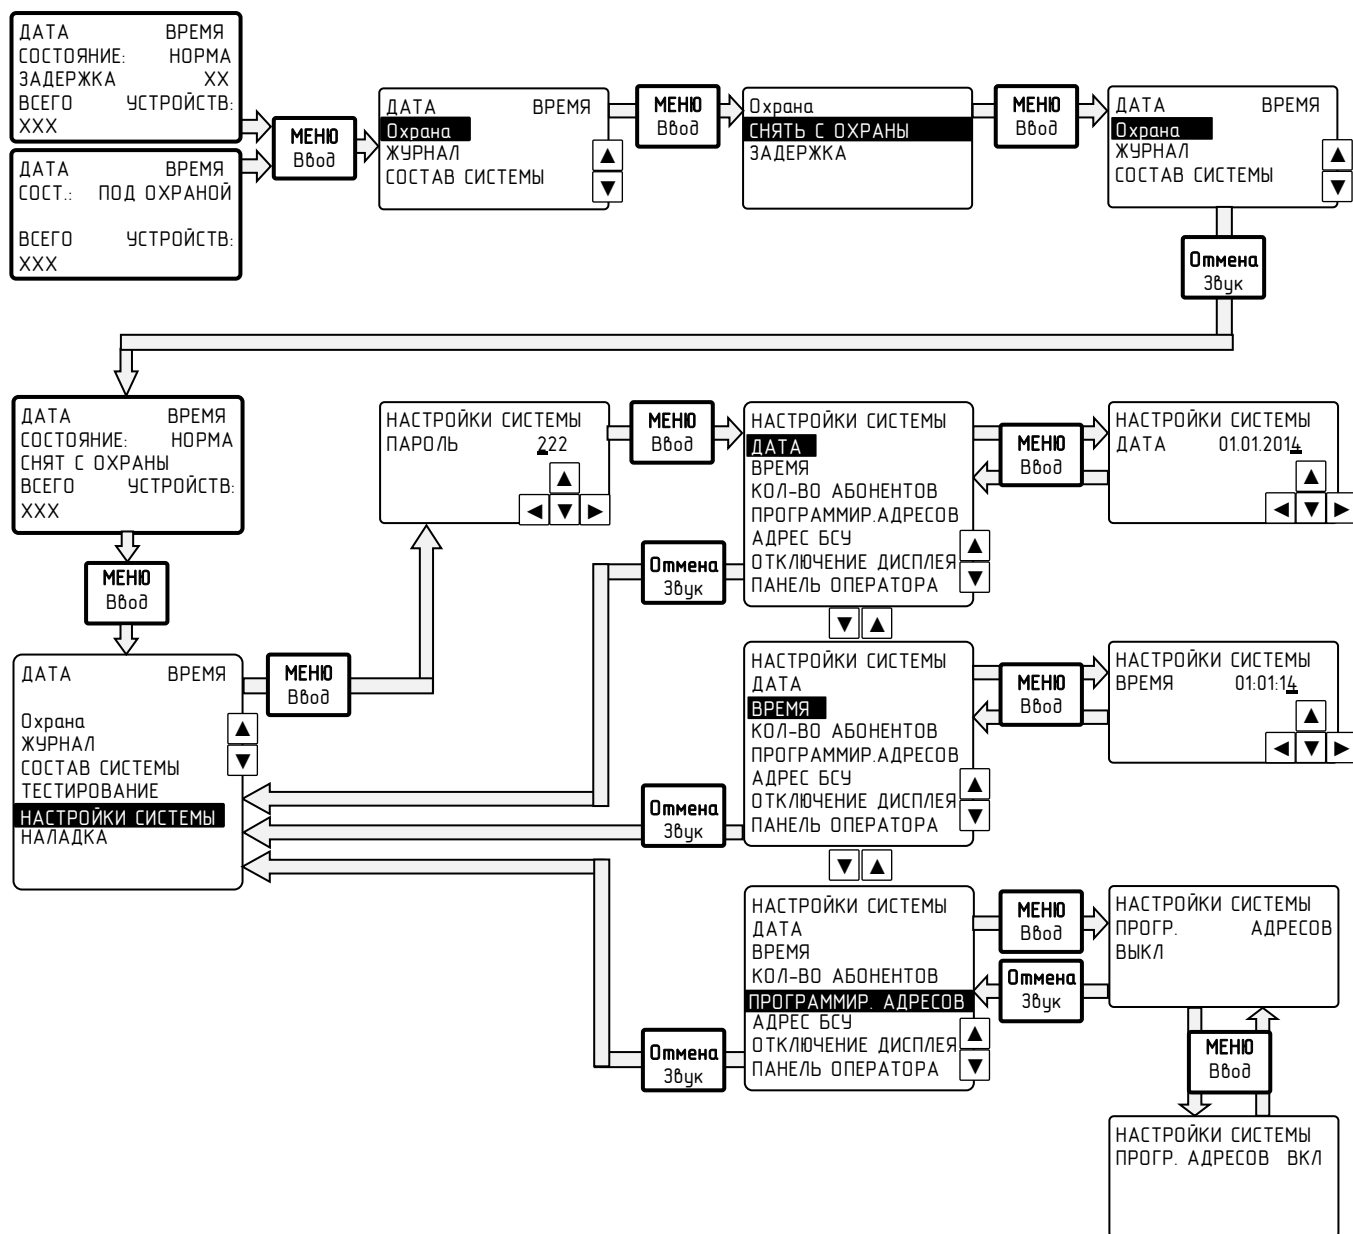 ДАТА ВРЕМЯ
СОСТОЯНИЕ: НОРМА
ЗАДЕРЖКА XX
ВСЕГО УСТРОЙСТВ:
XXX
ДАТА ВРЕМЯ
СОСТ.: ПОД ОХРАНОЙ
ВСЕГО УСТРОЙСТВ:
XXX
МЕНЮ
Ввод
ДАТА ВРЕМЯ
Охрана
ЖУРНАЛ
СОСТАВ СИСТЕМЫ
МЕНЮ
Ввод
Охрана
СНЯТЬ С ОХРАНЫ
ЗАДЕРЖКА
МЕНЮ
Ввод
ДАТА ВРЕМЯ
Охрана
ЖУРНАЛ
СОСТАВ СИСТЕМЫ
Отмена
Звук
ДАТА ВРЕМЯ
СОСТОЯНИЕ: НОРМА
СНЯТ С ОХРАНЫ
ВСЕГО УСТРОЙСТВ:
XXX
МЕНЮ
Ввод
ДАТА ВРЕМЯ
Охрана
ЖУРНАЛ
СОСТАВ СИСТЕМЫ
ТЕСТИРОВАНИЕ
НАСТРОЙКИ СИСТЕМЫ
НАЛАДКА
МЕНЮ
Ввод
НАСТРОЙКИ СИСТЕМЫ
ПАРОЛЬ 222
МЕНЮ
Ввод
НАСТРОЙКИ СИСТЕМЫ
ДАТА
ВРЕМЯ
КОЛ-ВО АБОНЕНТОВ
ПРОГРАММИР.АДРЕСОВ
АДРЕС БСУ
ОТКЛЮЧЕНИЕ ДИСПЛЕЯ
ПАНЕЛЬ ОПЕРАТОРА
МЕНЮ
Ввод
НАСТРОЙКИ СИСТЕМЫ
ДАТА 01.01.2014
Отмена
Звук
НАСТРОЙКИ СИСТЕМЫ
ДАТА
ВРЕМЯ
КОЛ-ВО АБОНЕНТОВ
ПРОГРАММИР.АДРЕСОВ
АДРЕС БСУ
ОТКЛЮЧЕНИЕ ДИСПЛЕЯ
ПАНЕЛЬ ОПЕРАТОРА
МЕНЮ
Ввод
НАСТРОЙКИ СИСТЕМЫ
ВРЕМЯ 01:01:14
Отмена
Звук
НАСТРОЙКИ СИСТЕМЫ
ДАТА
ВРЕМЯ
КОЛ-ВО АБОНЕНТОВ
ПРОГРАММИР. АДРЕСОВ
АДРЕС БСУ
ОТКЛЮЧЕНИЕ ДИСПЛЕЯ
ПАНЕЛЬ ОПЕРАТОРА
МЕНЮ
Ввод
Отмена
Звук
НАСТРОЙКИ СИСТЕМЫ
ПРОГР. АДРЕСОВ
ВЫКЛ
Отмена
Звук
МЕНЮ
Ввод
НАСТРОЙКИ СИСТЕМЫ
ПРОГР. АДРЕСОВ ВКЛ